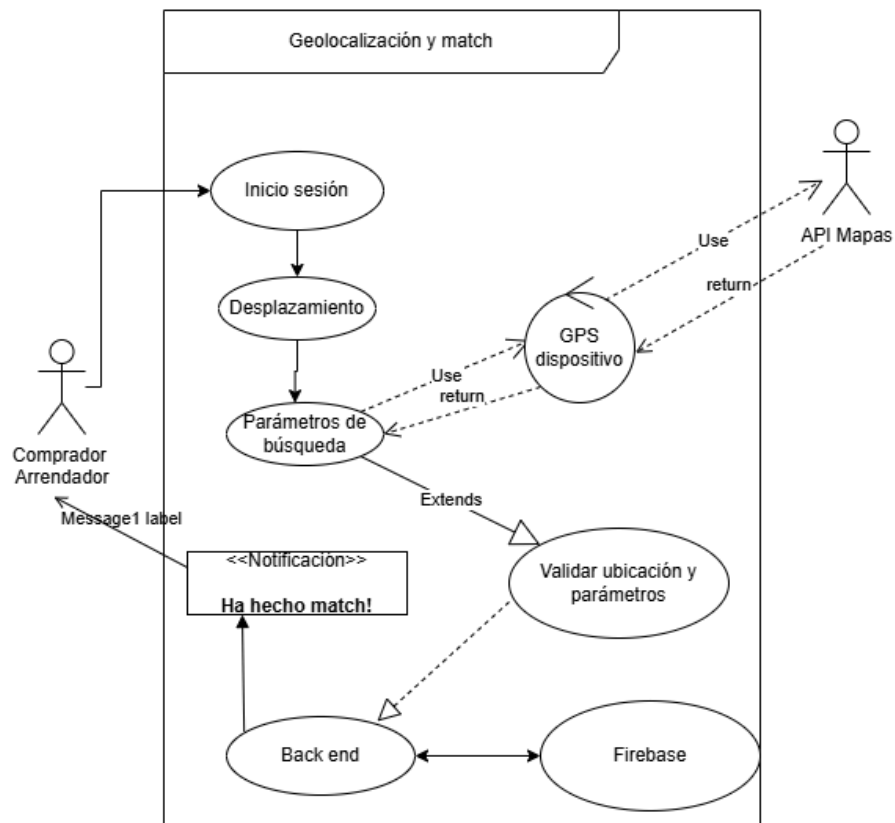 Geolocalización y match
Inicio sesión
API Mapas
Use
Desplazamiento
return
GPS
dispositivo
Use
return
Parámetros de
búsqueda
Comprador
Arrendador
Extends
Message1 label
<<Notificación>>
Ha hecho match!
Validar ubicación y
parámetros
Back end
Firebase